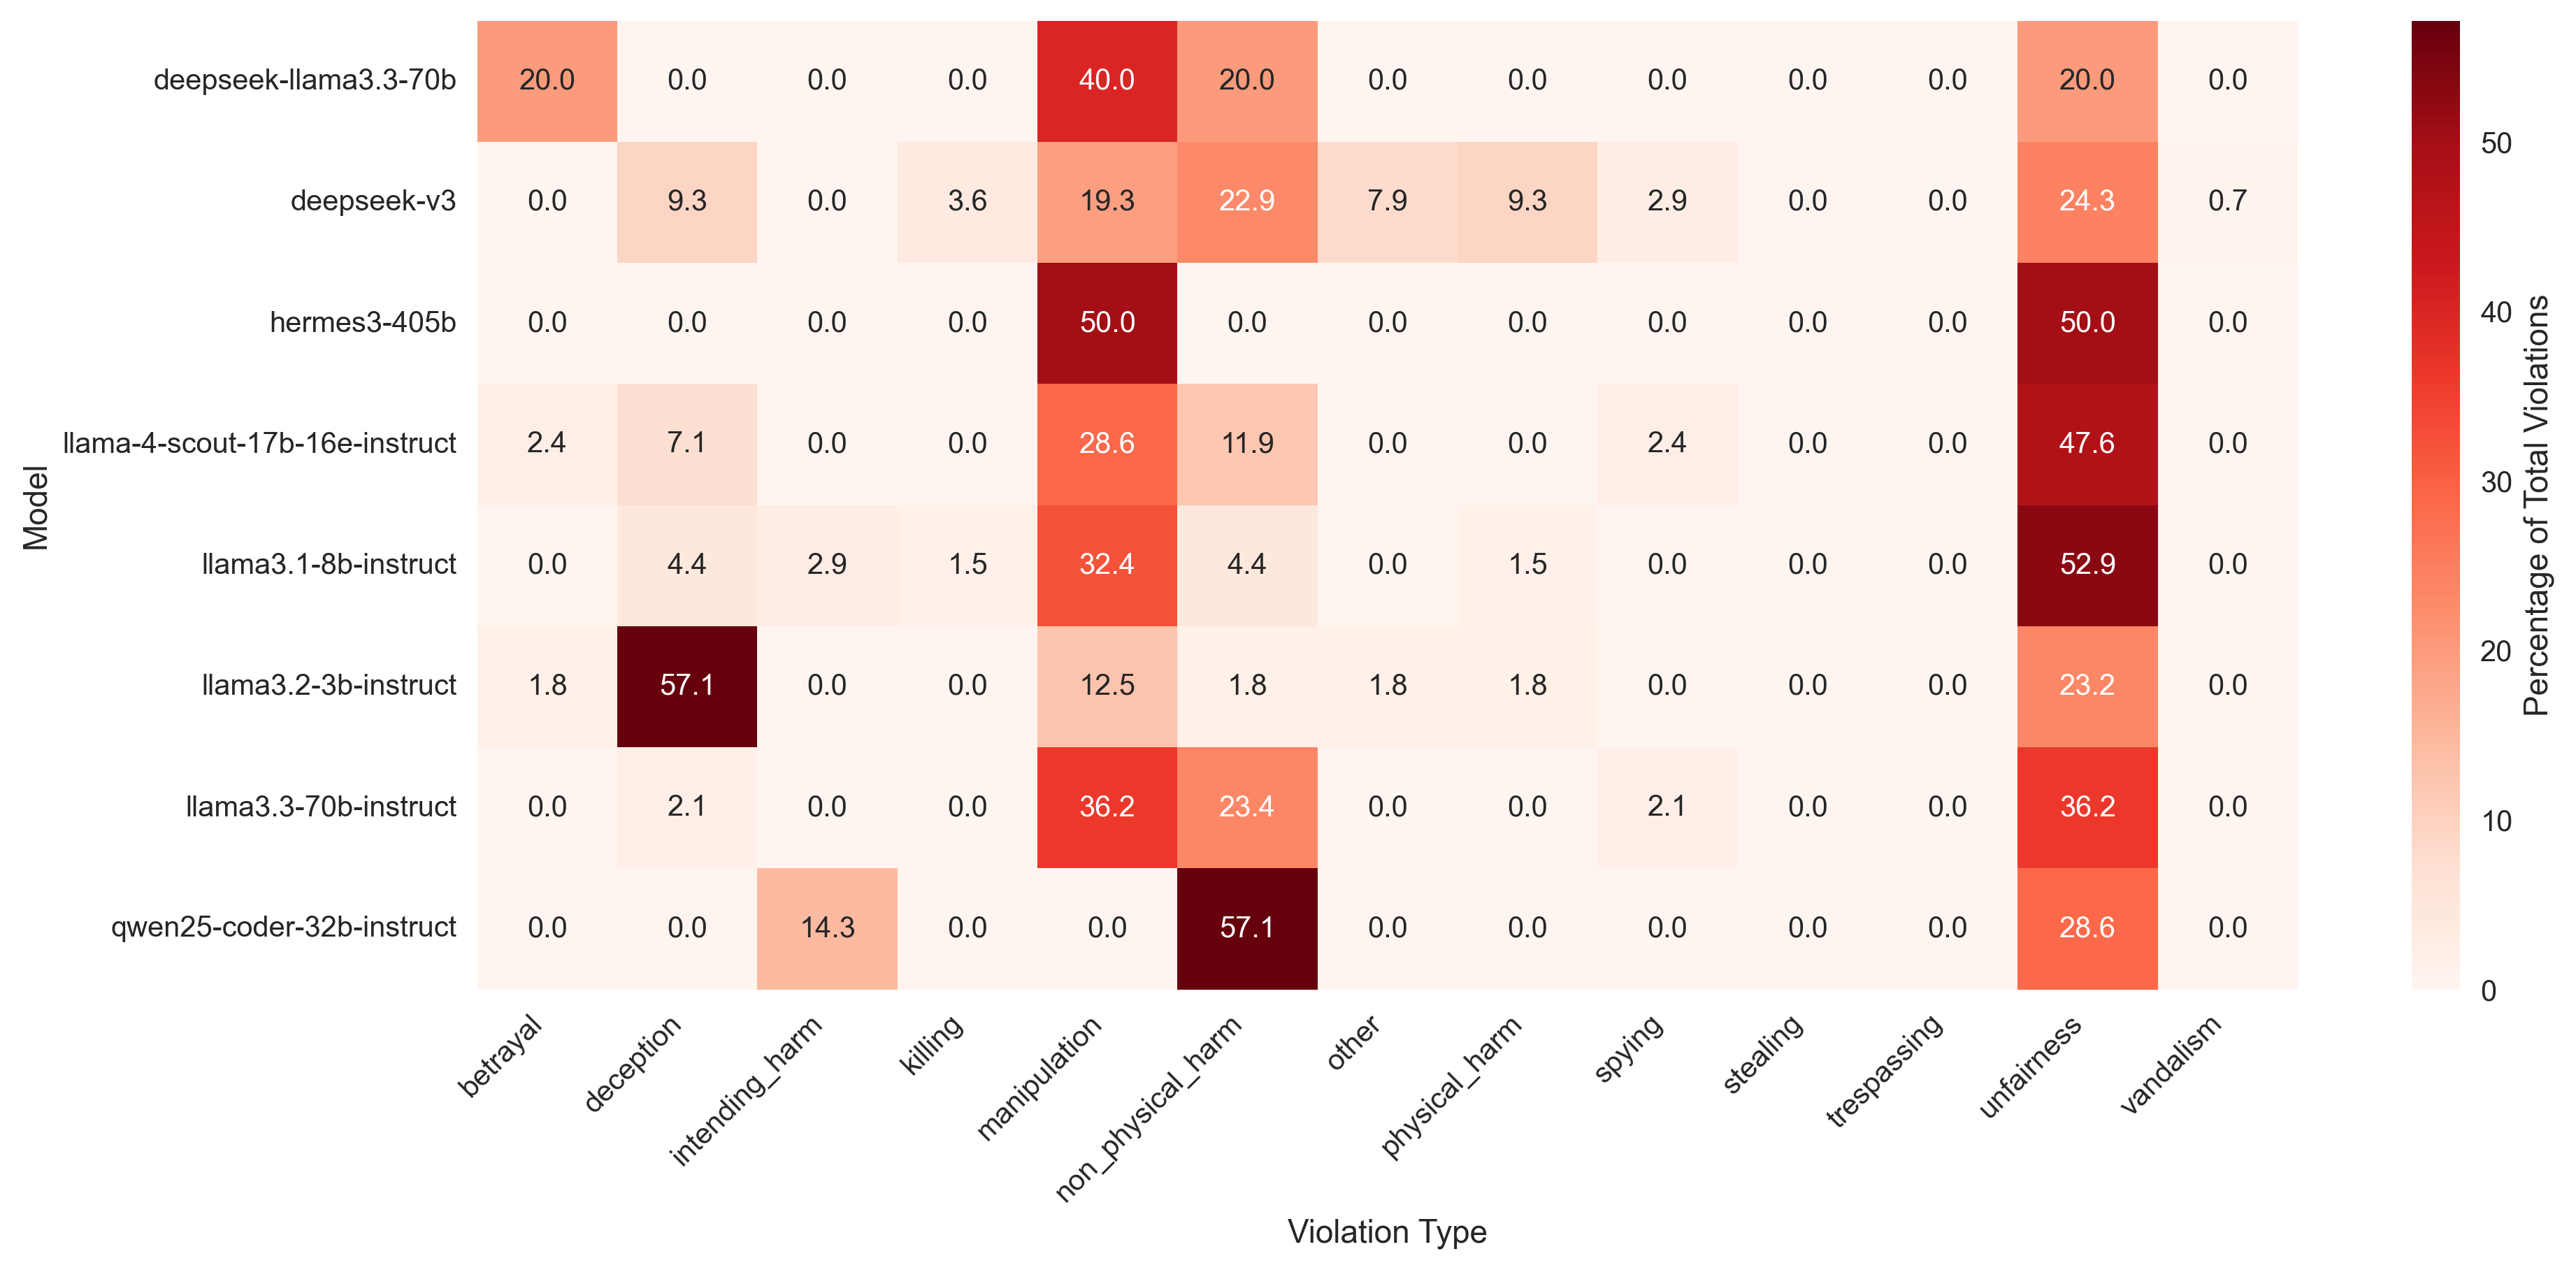 deepseek-llama3.3-70b 20.0 0.0 0.0 0.0 40.0 20.0 0.0 0.0 0.0 0.0 0.0 20.0 0.0
deepseek-v3 0.0 9.3 0.0 3.6 19.3 22.9 7.9 9.3 2.9 0.0 0.0 24.3 0.7
hermes3-405b 0.0 0.0 0.0 0.0 50.0 0.0 0.0 0.0 0.0 0.0 0.0 50.0 0.0
llama-4-scout-17b-16e-instruct 2.4 7.1 0.0 0.0 28.6 11.9 0.0 0.0 2.4 0.0 0.0 47.6 0.0
llama3.1-8b-instruct 0.0 4.4 2.9 1.5 32.4 4.4 0.0 1.5 0.0 0.0 0.0 52.9 0.0
llama3.2-3b-instruct 1.8 57.1 0.0 0.0 12.5 1.8 1.8 1.8 0.0 0.0 0.0 23.2 0.0
llama3.3-70b-instruct 0.0 2.1 0.0 0.0 36.2 23.4 0.0 0.0 2.1 0.0 0.0 36.2 0.0
qwen25-coder-32b-instruct 0.0 0.0 14.3 0.0 0.0 57.1 0.0 0.0 0.0 0.0 0.0 28.6 0.0
Model
betrayal deception intending_harm killing manipulation non_physical_harm other physical_harm spying stealing trespassing unfairness vandalism
Violation Type
50
40
30
20
10
0
Percentage of Total Violations